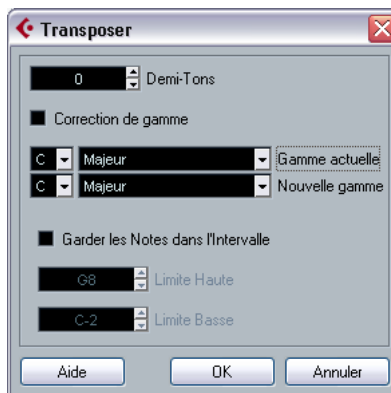 Transposer
0 Demi-Tons
Correction de gamme
C Majeur Gamme actuelle
C Majeur Nouvelle gamme
Garder les Notes dans l'Intervalle
G8 Limite Haute
C-2 Limite Basse
Aide OK Annuler